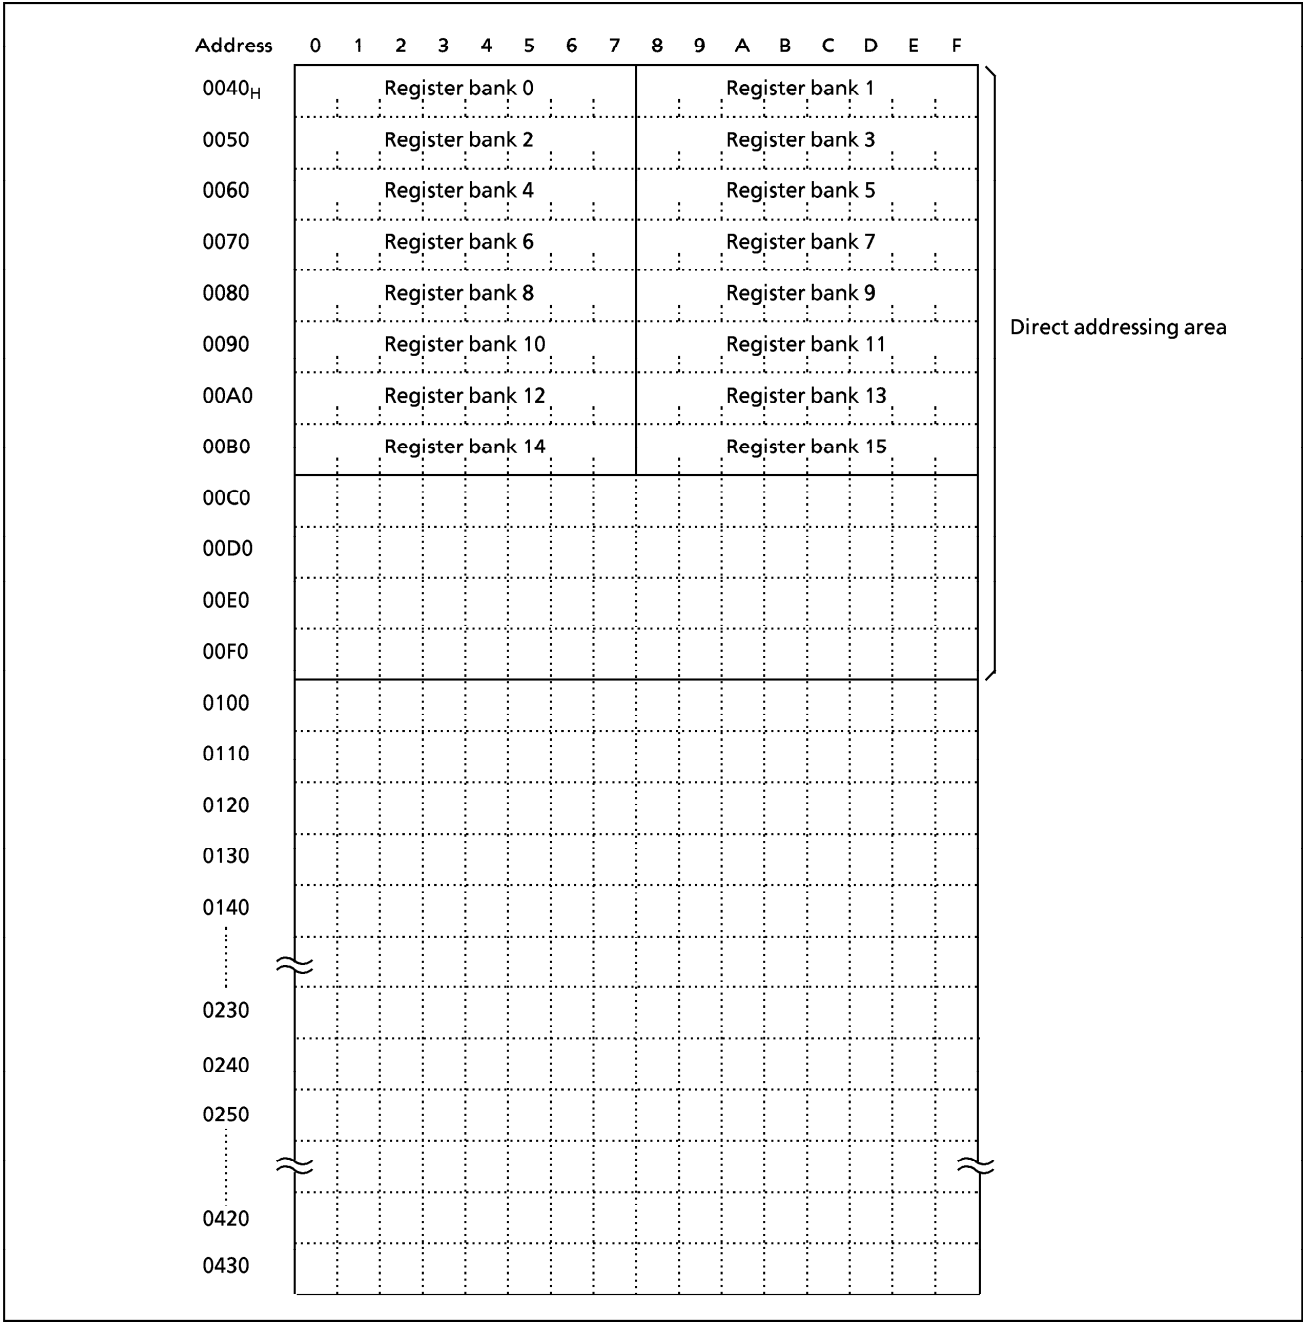 Address 0 1 2 3 4 5 6 7 8 9 A B C D E F
0040H Register bank 0 Register bank 1
0050 Register bank 2 Register bank 3
0060 Register bank 4 Register bank 5
0070 Register bank 6 Register bank 7
0080 Register bank 8 Register bank 9
Direct addressing area
0090 Register bank 10 Register bank 11
00A0 Register bank 12 Register bank 13
00B0 Register bank 14 Register bank 15
00C0
00D0
00E0
00F0
0100
0110
0120
0130
0140
0230
0240
0250
0420
0430